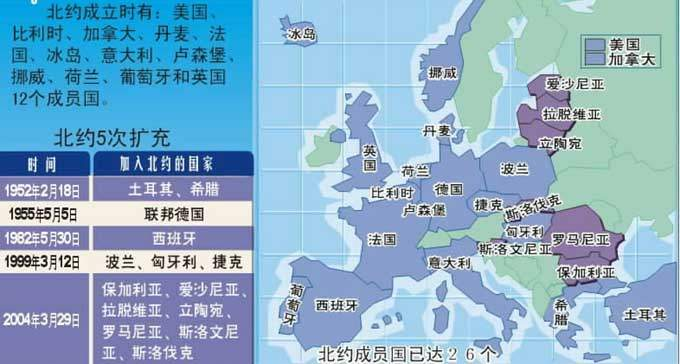 北约成立时有：美国、
比利时、加拿大、丹麦、法
国、冰岛、意大利、卢森堡、
挪威、荷兰、葡萄牙和英国
12个成员国。
北约5次扩充
时 间 加入北约的国家
1952年2月18日 土耳其、希腊
1955年5月5日 联邦德国
1982年5月30日 西班牙
1999年3月12日 波兰、匈牙利、捷克
2004年3月29日 保加利亚、爱沙尼亚、
拉脱维亚、立陶宛、
罗马尼亚、斯洛文尼
亚、斯洛伐克
冰岛
美国
加拿大
挪威
爱沙尼亚
拉脱维亚
立陶宛
丹麦
英国
荷兰
波兰
比利时
德国
卢森堡
捷克
斯洛伐克
匈牙利
法国
罗马尼亚
斯洛文尼亚
意大利
保加利亚
葡萄牙
西班牙
希腊
土耳其
北约成员国已达26个